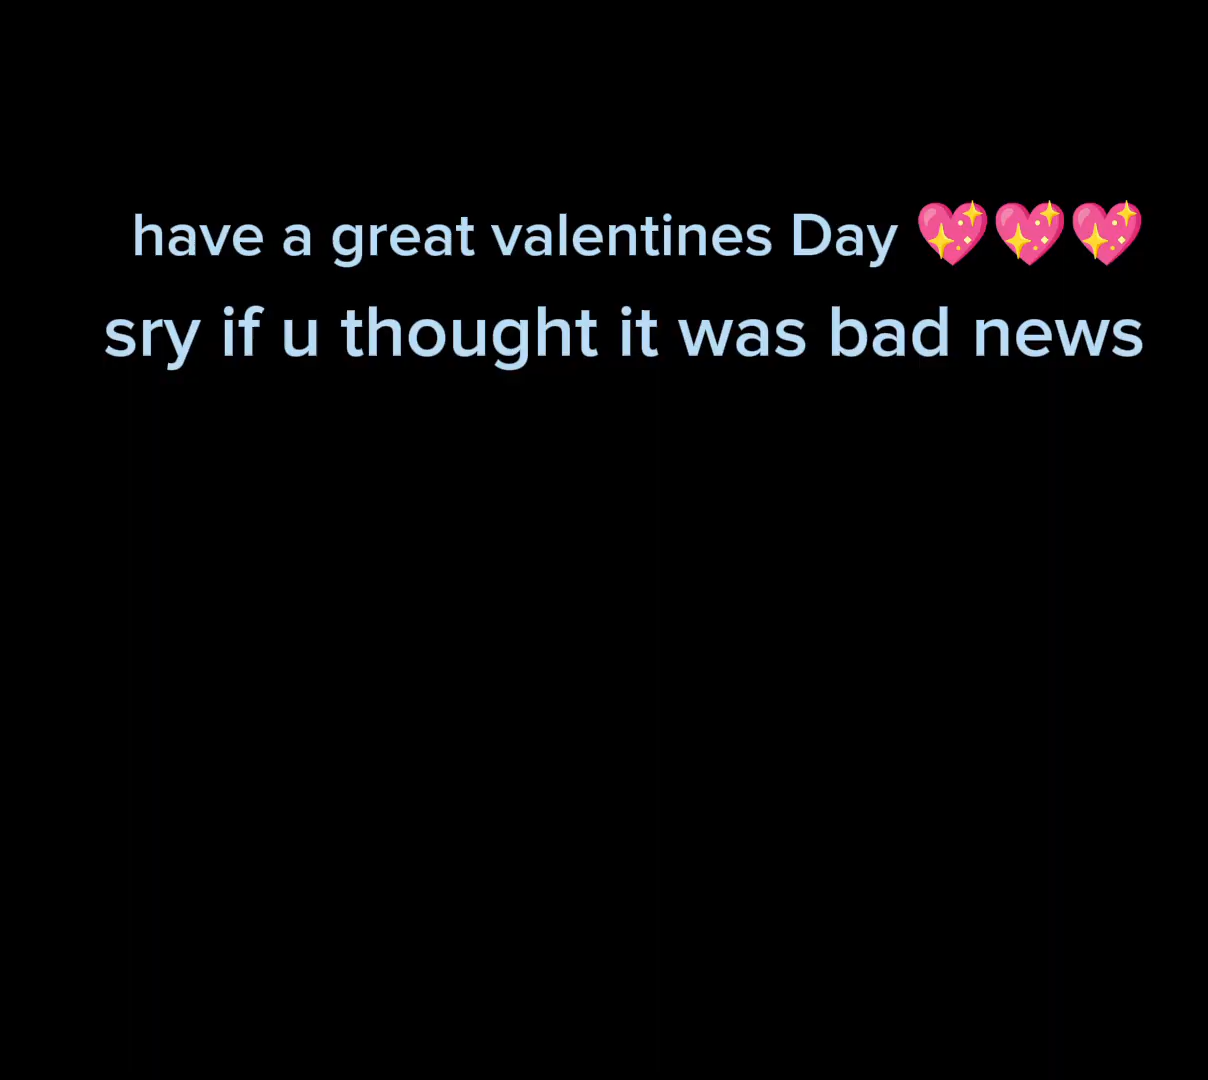 have a great valentines Day 💖💖💖
sry if u thought it was bad news